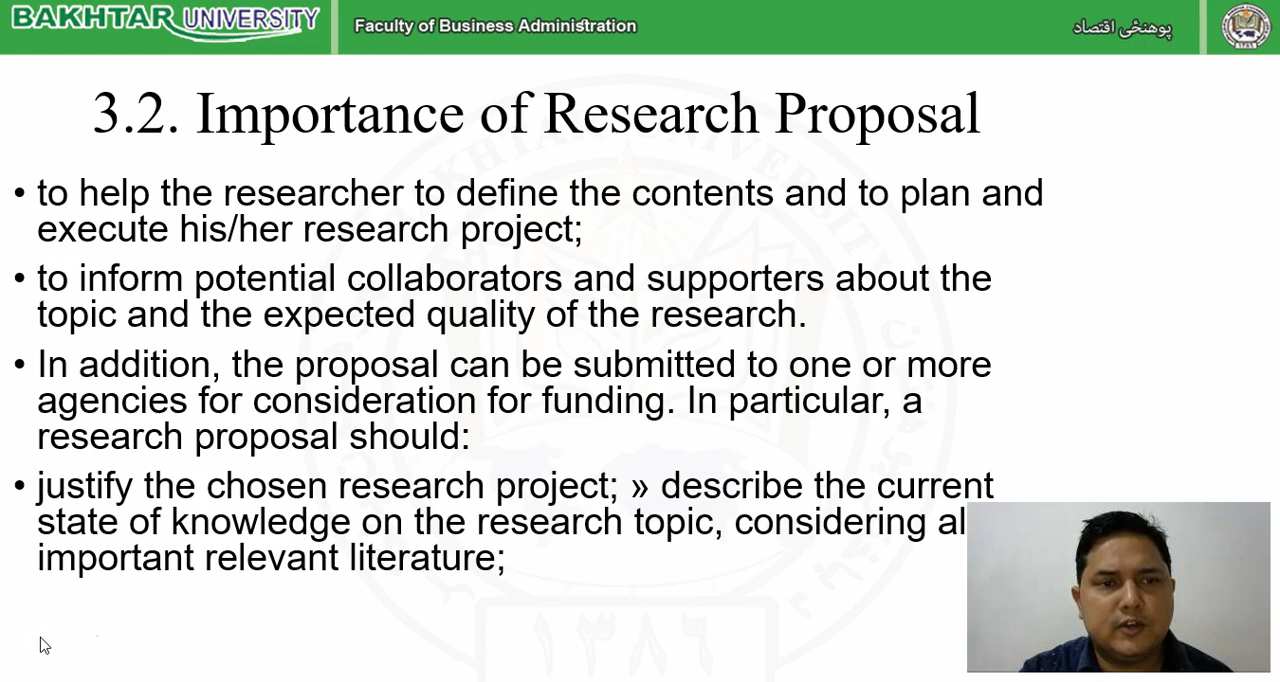 BAKHTAR UNIVERSITY
Faculty of Business Administration
پوهنځی اقتصاد
3.2. Importance of Research Proposal
• to help the researcher to define the contents and to plan and
execute his/her research project;
• to inform potential collaborators and supporters about the
topic and the expected quality of the research.
• In addition, the proposal can be submitted to one or more
agencies for consideration for funding. In particular, a
research proposal should:
• justify the chosen research project; » describe the current
state of knowledge on the research topic, considering al
important relevant literature;
۱۳۸۶